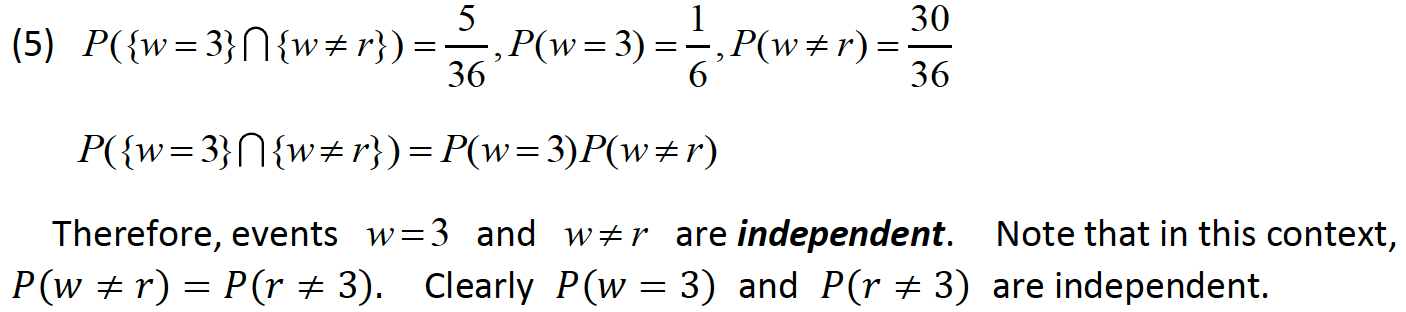 (5) P({w = 3}⋂{w ≠ r}) = 5/36, P(w = 3) = 1/6, P(w ≠ r) = 30/36
P({w = 3}⋂{w ≠ r}) = P(w = 3)P(w ≠ r)
Therefore, events w = 3 and w ≠ r are independent. Note that in this context,
P(w ≠ r) = P(r ≠ 3). Clearly P(w = 3) and P(r ≠ 3) are independent.